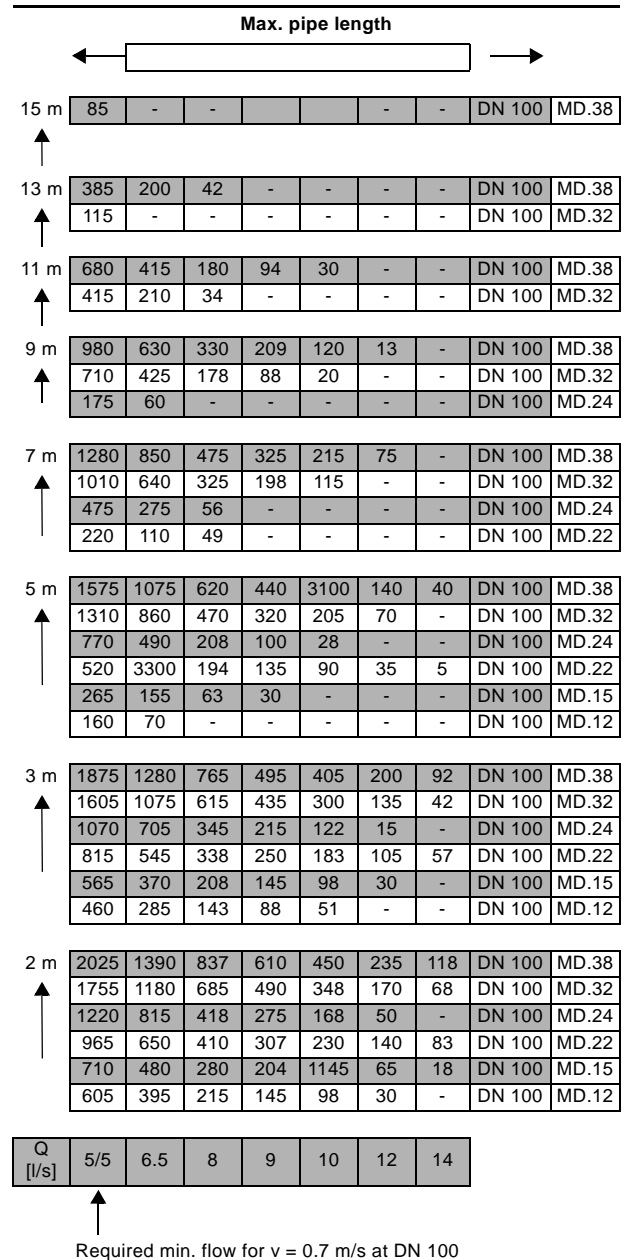 Max. pipe length
15 m 85 - - - - DN 100 MD.38
13 m 385 200 42 - - - - DN 100 MD.38
115 - - - - - - DN 100 MD.32
11 m 680 415 180 94 30 - - DN 100 MD.38
415 210 34 - - - - DN 100 MD.32
9 m 980 630 330 209 120 13 - DN 100 MD.38
710 425 178 88 20 - - DN 100 MD.32
175 60 - - - - - DN 100 MD.24
7 m 1280 850 475 325 215 75 - DN 100 MD.38
1010 640 325 198 115 - - DN 100 MD.32
475 275 56 - - - - DN 100 MD.24
220 110 49 - - - - DN 100 MD.22
5 m 1575 1075 620 440 3100 140 40 DN 100 MD.38
1310 860 470 320 205 70 - DN 100 MD.32
770 490 208 100 28 - - DN 100 MD.24
520 3300 194 135 90 35 5 DN 100 MD.22
265 155 63 30 - - - DN 100 MD.15
160 70 - - - - - DN 100 MD.12
3 m 1875 1280 765 495 405 200 92 DN 100 MD.38
1605 1075 615 435 300 135 42 DN 100 MD.32
1070 705 345 215 122 15 - DN 100 MD.24
815 545 338 250 183 105 57 DN 100 MD.22
565 370 208 145 98 30 - DN 100 MD.15
460 285 143 88 51 - - DN 100 MD.12
2 m 2025 1390 837 610 450 235 118 DN 100 MD.38
1755 1180 685 490 348 170 68 DN 100 MD.32
1220 815 418 275 168 50 - DN 100 MD.24
965 650 410 307 230 140 83 DN 100 MD.22
710 480 280 204 1145 65 18 DN 100 MD.15
605 395 215 145 98 30 - DN 100 MD.12
Q [l/s] 5/5 6.5 8 9 10 12 14
Required min. flow for v = 0.7 m/s at DN 100